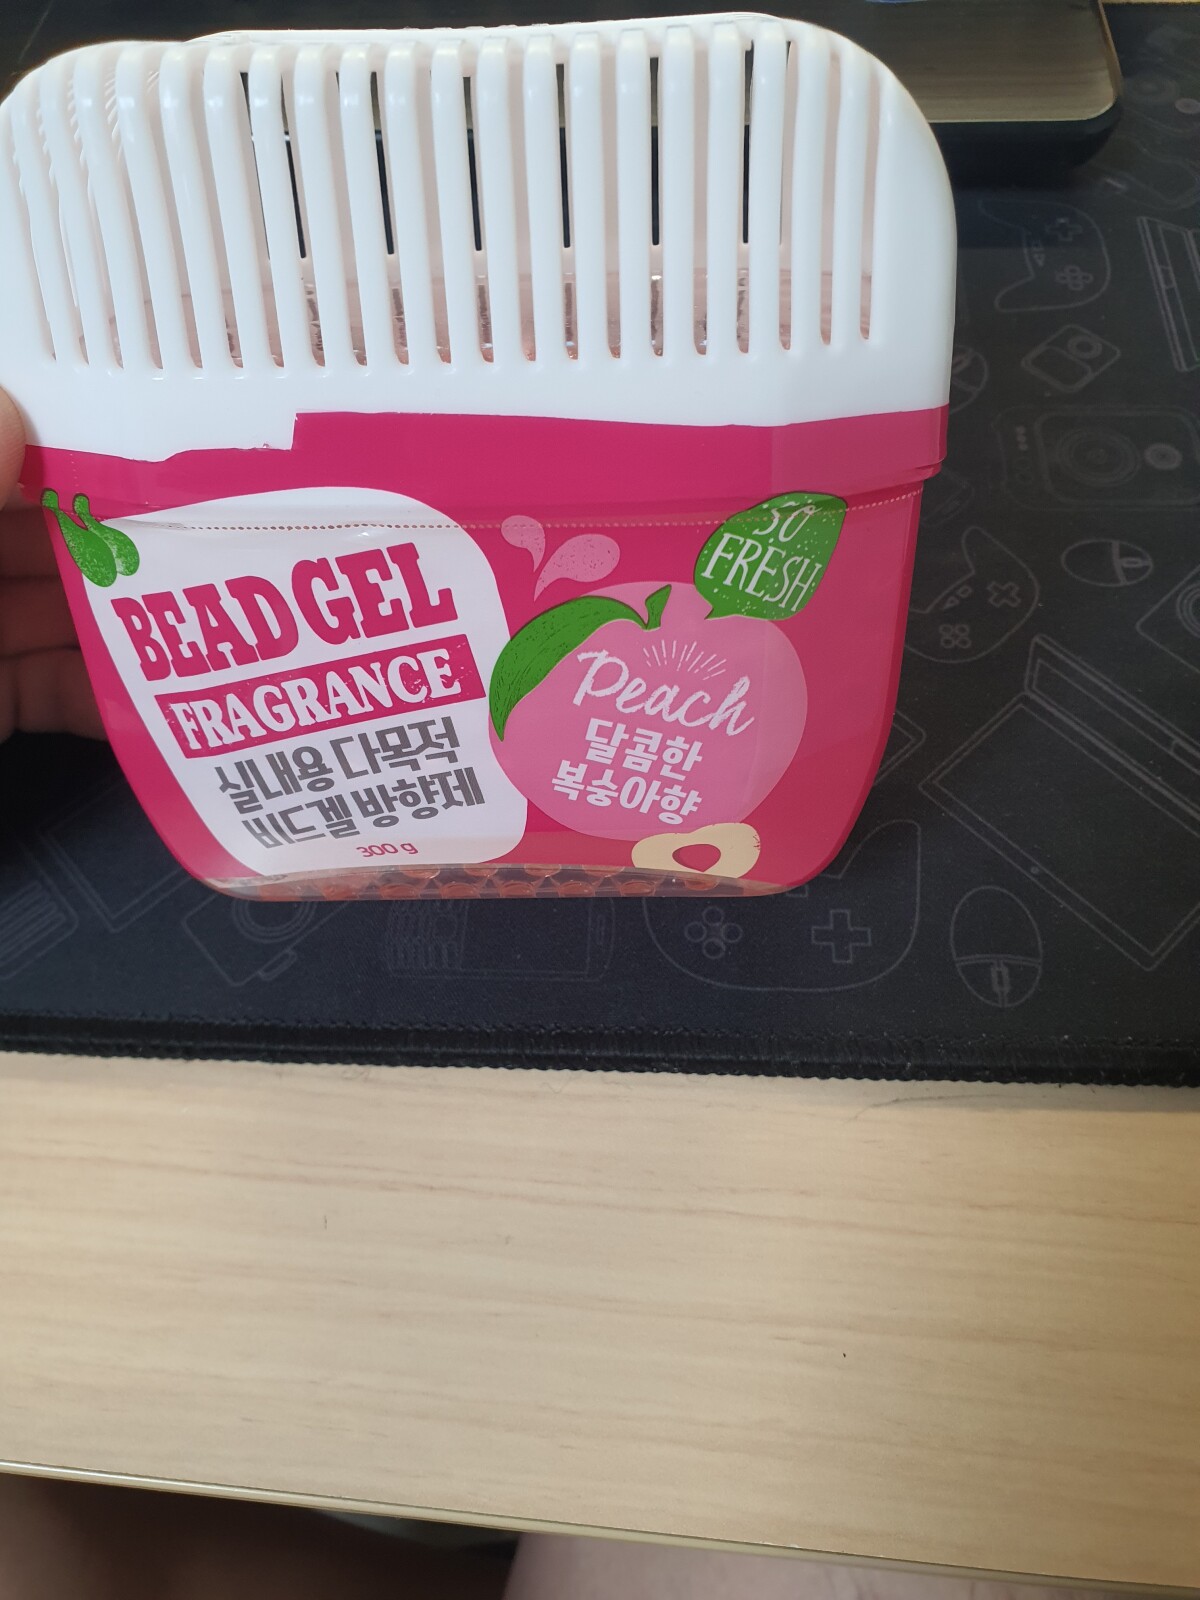 BEAD GEL
FRAGRANCE
실내용 다목적
비드겔 방향제
300 g
SO
FRESH
Peach
달콤한
복숭아향